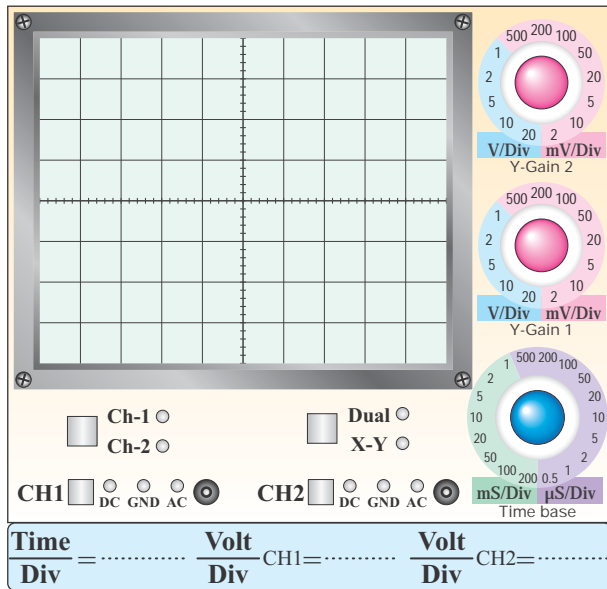 500 200 100 50 20 10 2 20 10 5 2 1
V/Div mV/Div
Y-Gain 2
500 200 100 50 20 10 2 20 10 5 2 1
V/Div mV/Div
Y-Gain 1
500 200 100 50 20 10 5 2 1 0.5 200 100 50 20 10 5 2 1
mS/Div µS/Div
Time base
Ch-1
Ch-2
Dual
X-Y
CH1 DC GND AC
CH2 DC GND AC
Time/Div = ............ Volt/Div CH1= ............ Volt/Div CH2= ............